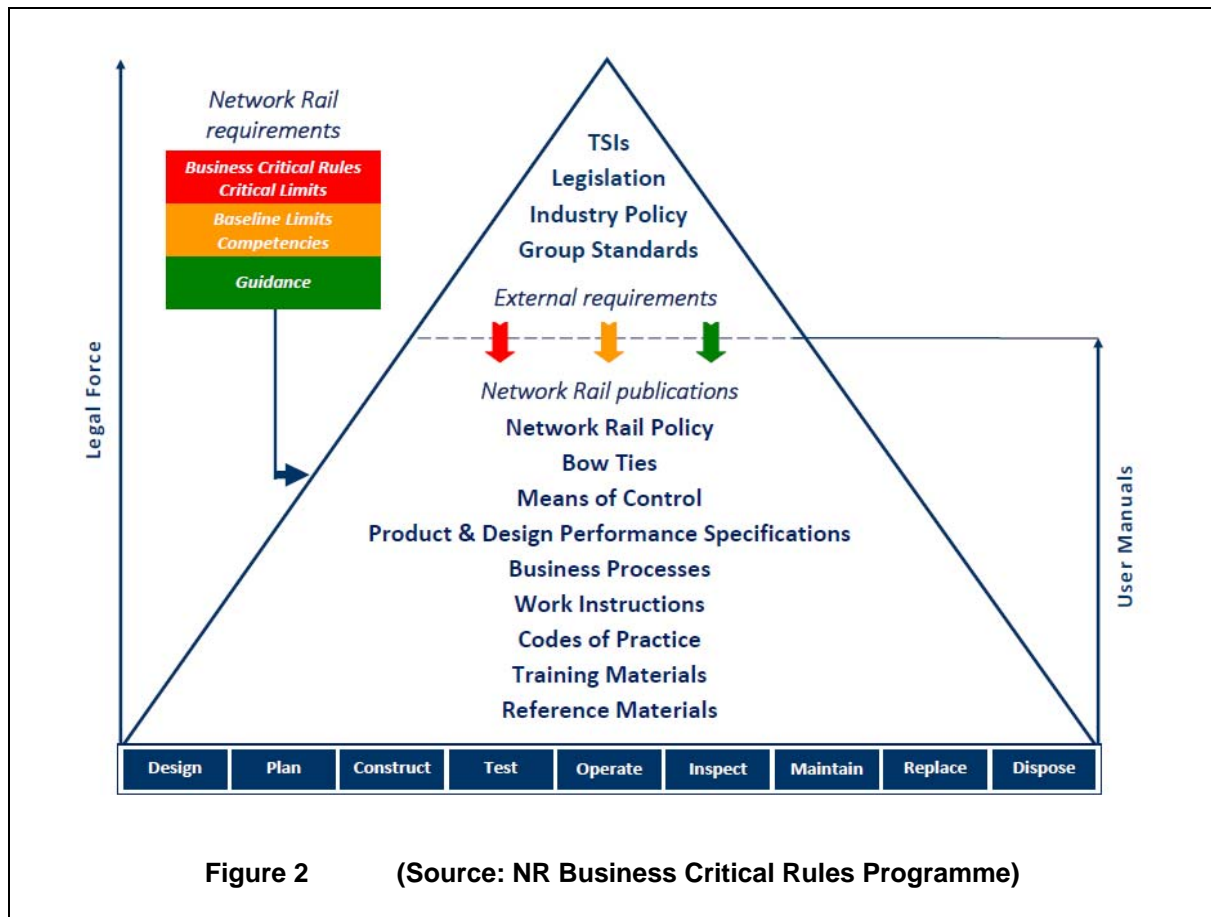 Network Rail
requirements
Business Critical Rules
Critical Limits
Baseline Limits
Competencies
Guidance
TSIs
Legislation
Industry Policy
Group Standards
External requirements
Network Rail publications
Network Rail Policy
Bow Ties
Means of Control
Product & Design Performance Specifications
Business Processes
Work Instructions
Codes of Practice
Training Materials
Reference Materials
Legal Force
User Manuals
Design Plan Construct Test Operate Inspect Maintain Replace Dispose
Figure 2 (Source: NR Business Critical Rules Programme)